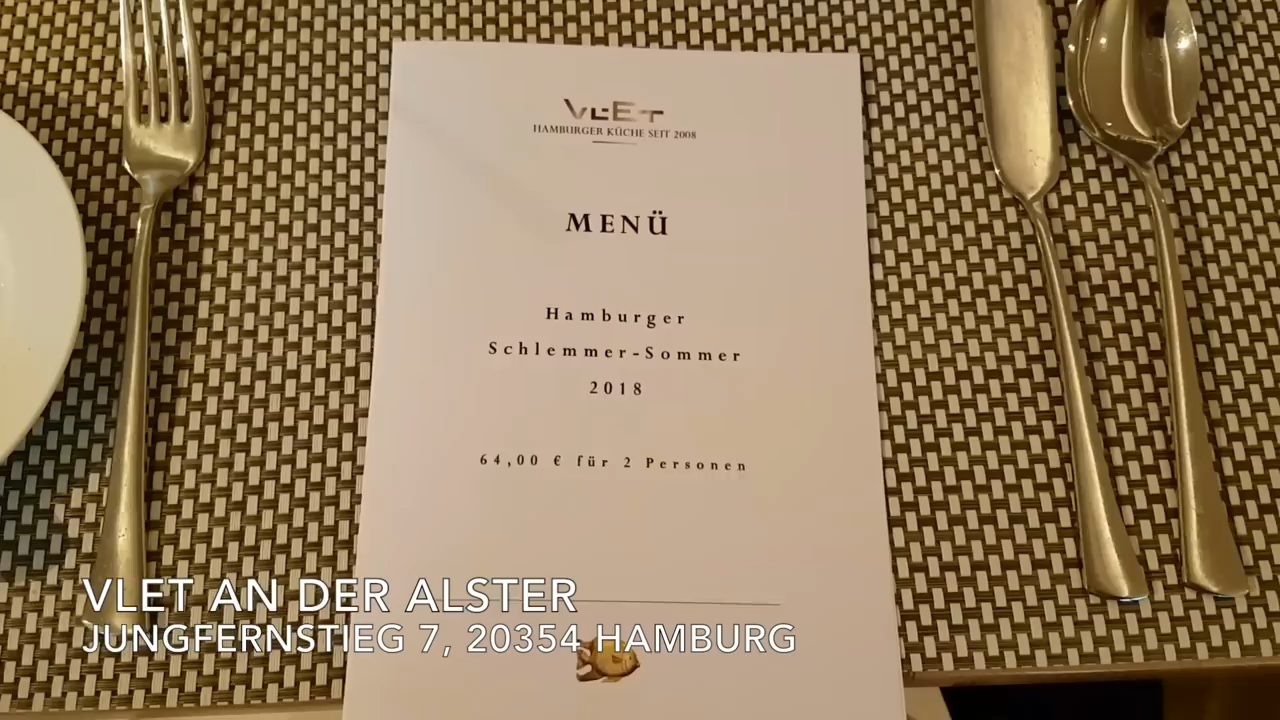 VLET
HAMBURGER KÜCHE SEIT 2008
MENÜ
Hamburger
Schlemmer-Sommer
2018
64,00 € für 2 Personen
VLET AN DER ALSTER
JUNGFERNSTIEG 7, 20354 HAMBURG